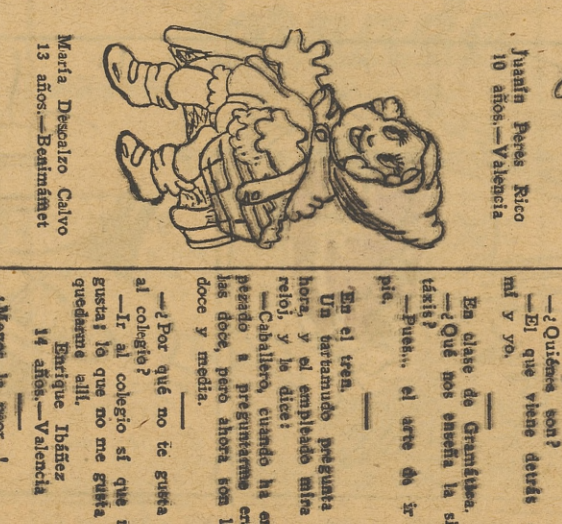 Juanín Peres Rico
10 años.—Valencia
María Descalzo Calvo
13 años.—Benimámet
—¿Quiénes son?
—El que viene detrás
mí y yo.
En clase de Gramática.
—¿Qué nos enseña la
táxis?
—Pues... el arte de ir
pie.
En el tren.
Un tartamudo pregunta
hora, y el empleado mira
reloj, y le dice:
—Caballero, cuando ha
pezado a preguntarme
las doce, pero ahora son
doce y media.
—¿Por qué no te gusta
al colegio?
—Ir al colegio sí que
gusta; lo que no me gusta
quedarme allí.
Enrique Ibáñez
14 años.—Valencia